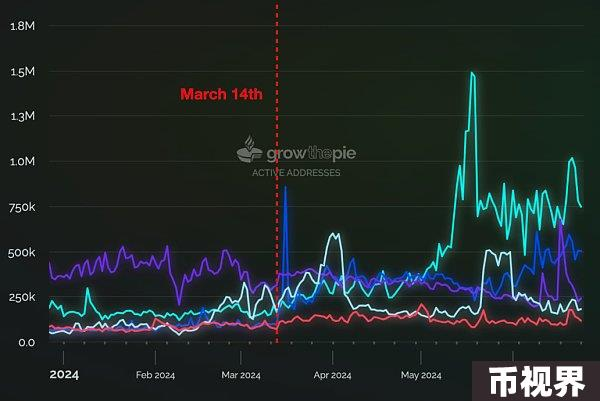 1.8M
1.5M
March 14th
1.3M
1.0M
growthepie
ACTIVE ADDRESSES
750k
500k
250k
0.0
2024
Feb 2024
Mar 2024
Apr 2024
May 2024
币视界